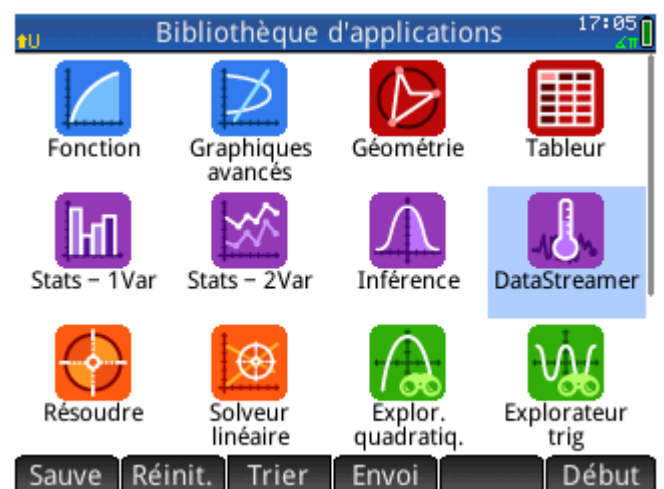 Bibliothèque d'applications
17:05
U
∡π
Fonction
Graphiques
avancés
Géométrie
Tableur
Stats – 1Var
Stats – 2Var
Inférence
DataStreamer
Résoudre
Solveur
linéaire
Explor.
quadratiq.
Explorateur
trig
Sauve
Réinit.
Trier
Envoi
Début